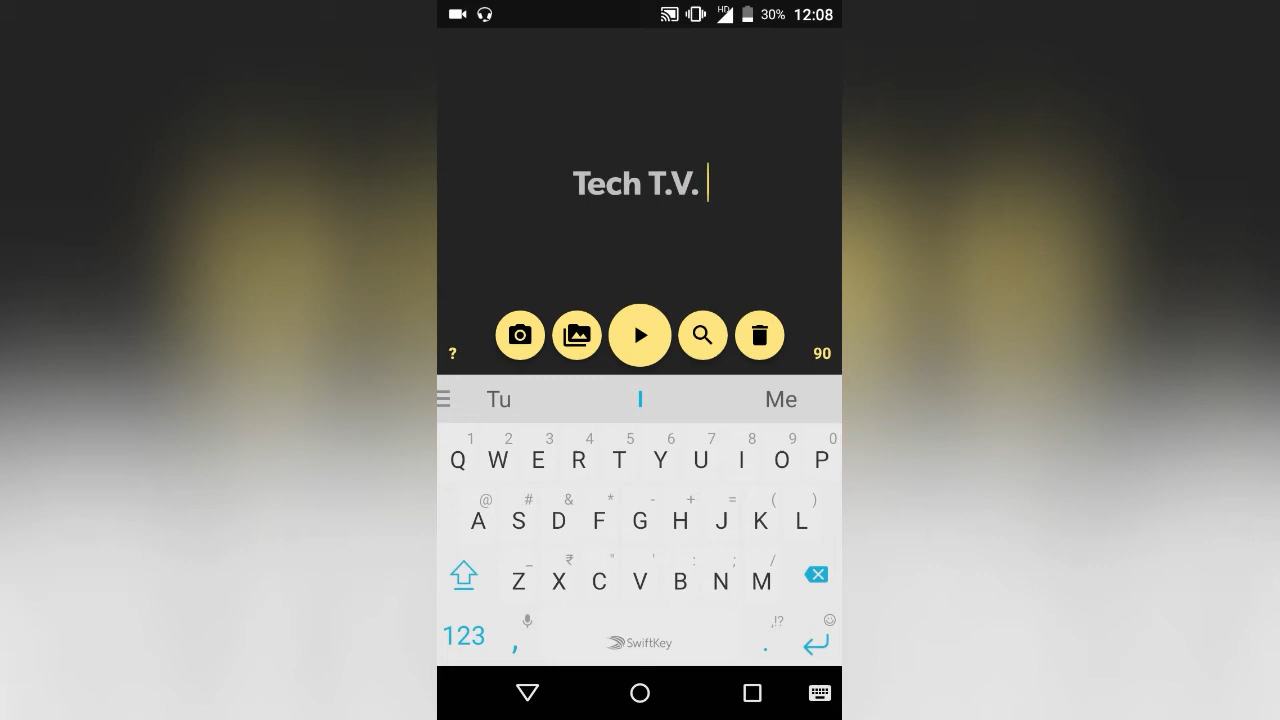 HD 30% 12:08
Tech T.V.
? 90
Tu I Me
1 2 3 4 5 6 7 8 9 0
Q W E R T Y U I O P
@ # & * - + = ( )
A S D F G H J K L
_ ₹ " ' : ; /
Z X C V B N M
,!?
123 , SwiftKey .